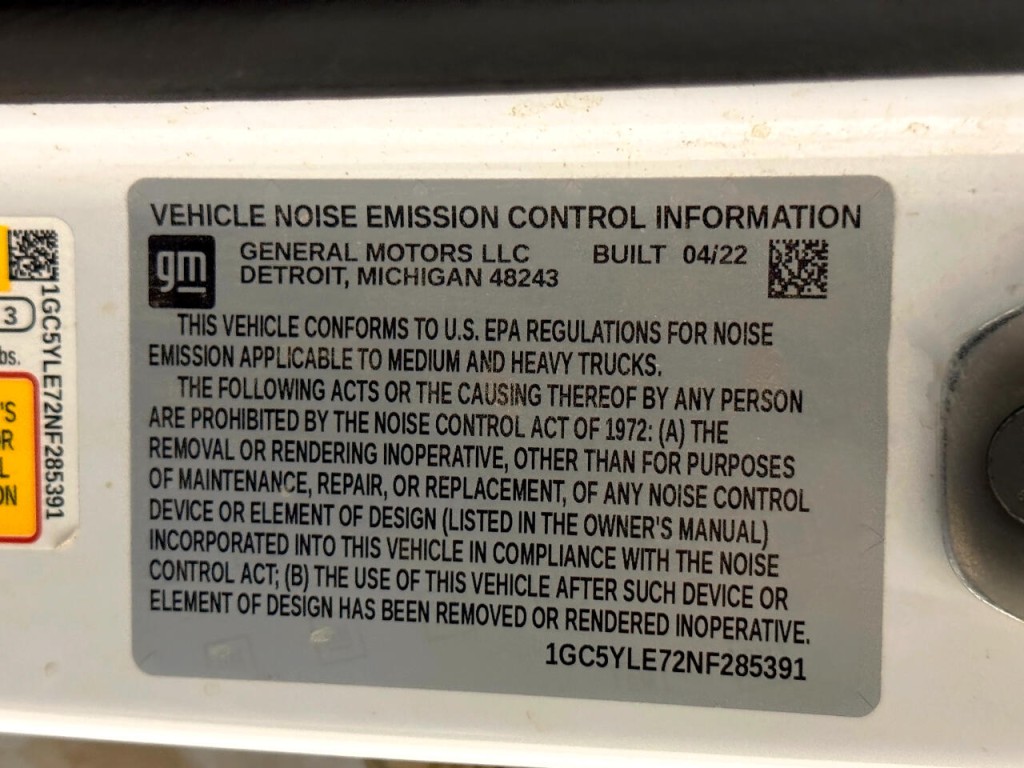 VEHICLE NOISE EMISSION CONTROL INFORMATION
gm
GENERAL MOTORS LLC BUILT 04/22
DETROIT, MICHIGAN 48243
THIS VEHICLE CONFORMS TO U.S. EPA REGULATIONS FOR NOISE
EMISSION APPLICABLE TO MEDIUM AND HEAVY TRUCKS.
THE FOLLOWING ACTS OR THE CAUSING THEREOF BY ANY PERSON
ARE PROHIBITED BY THE NOISE CONTROL ACT OF 1972: (A) THE
REMOVAL OR RENDERING INOPERATIVE, OTHER THAN FOR PURPOSES
OF MAINTENANCE, REPAIR, OR REPLACEMENT, OF ANY NOISE CONTROL
DEVICE OR ELEMENT OF DESIGN (LISTED IN THE OWNER'S MANUAL)
INCORPORATED INTO THIS VEHICLE IN COMPLIANCE WITH THE NOISE
CONTROL ACT; (B) THE USE OF THIS VEHICLE AFTER SUCH DEVICE OR
ELEMENT OF DESIGN HAS BEEN REMOVED OR RENDERED INOPERATIVE.
1GC5YLE72NF285391
1GC5YLE72NF285391
3
bs.
'S
OR
L
ON